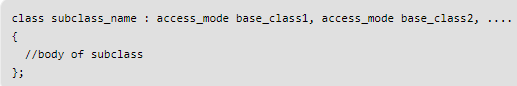 class subclass_name : access_mode base_class1, access_mode base_class2, ....
{
  //body of subclass
};